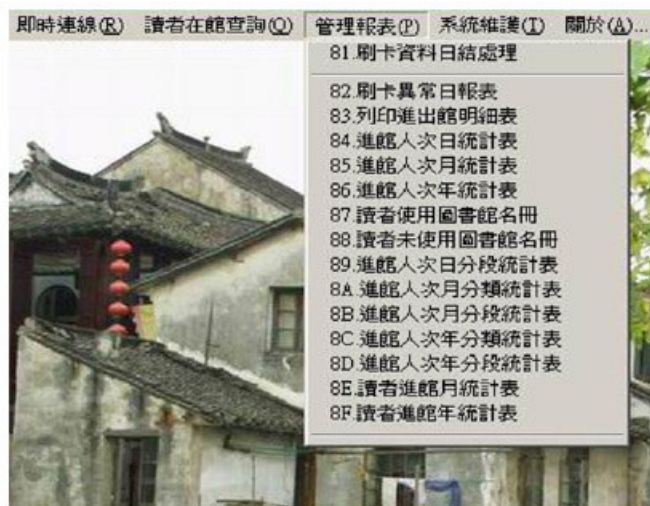 即時連線(R) 讀者在館查詢(Q) 管理報表(P) 系統維護(T) 關於(A)...
81.刷卡資料日結處理
82.刷卡異常日報表
83.列印進出館明細表
84.進館人次日統計表
85.進館人次月統計表
86.進館人次年統計表
87.讀者使用圖書館名冊
88.讀者未使用圖書館名冊
89.進館人次日分段統計表
8A.進館人次月分類統計表
8B.進館人次月分段統計表
8C.進館人次年分類統計表
8D.進館人次年分段統計表
8E.讀者進館月統計表
8F.讀者進館年統計表